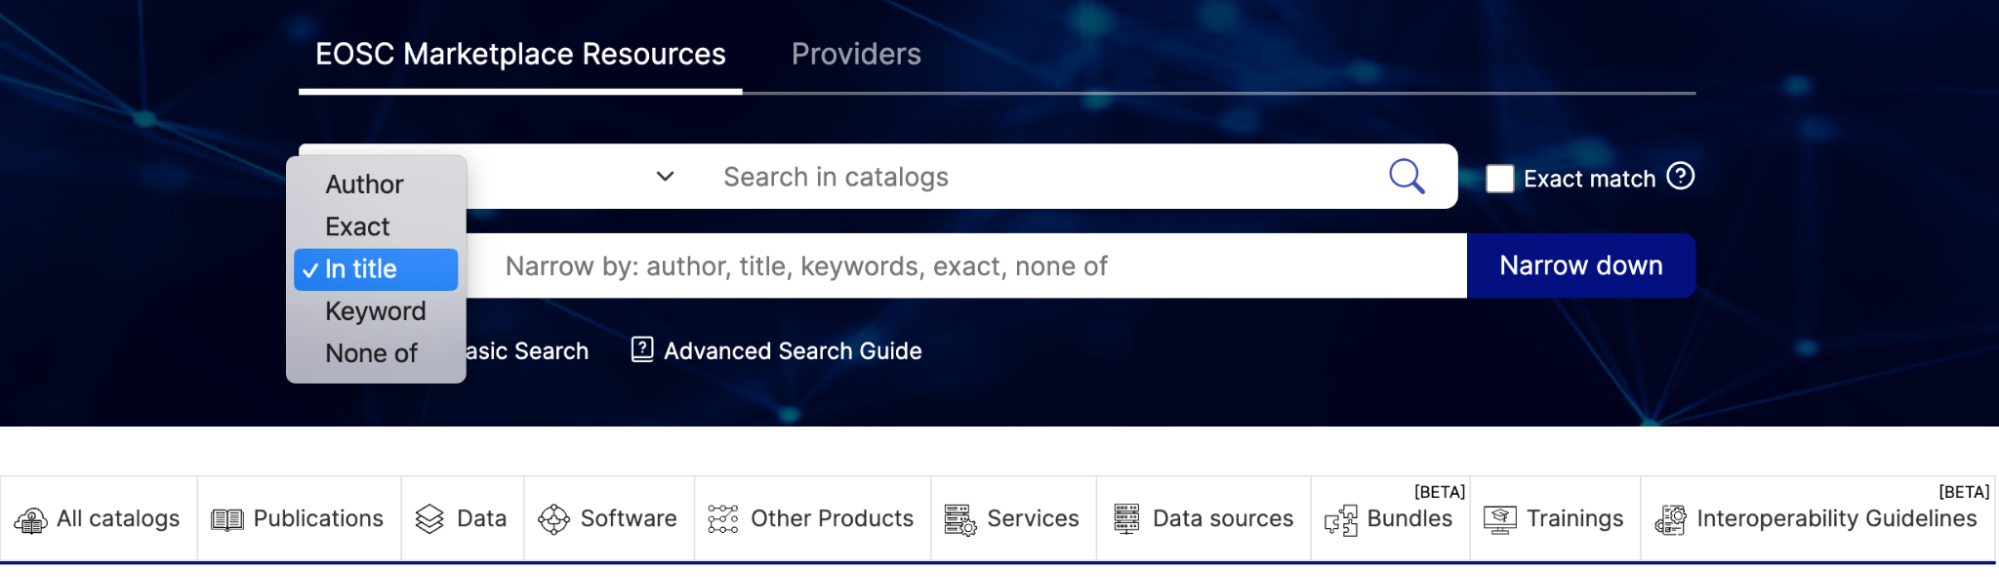 EOSC Marketplace Resources
Providers
Search in catalogs
Exact match
Author
Exact
In title
Keyword
None of
Narrow by: author, title, keywords, exact, none of
Narrow down
asic Search
Advanced Search Guide
All catalogs
Publications
Data
Software
Other Products
Services
Data sources
[BETA]
Bundles
Trainings
[BETA]
Interoperability Guidelines